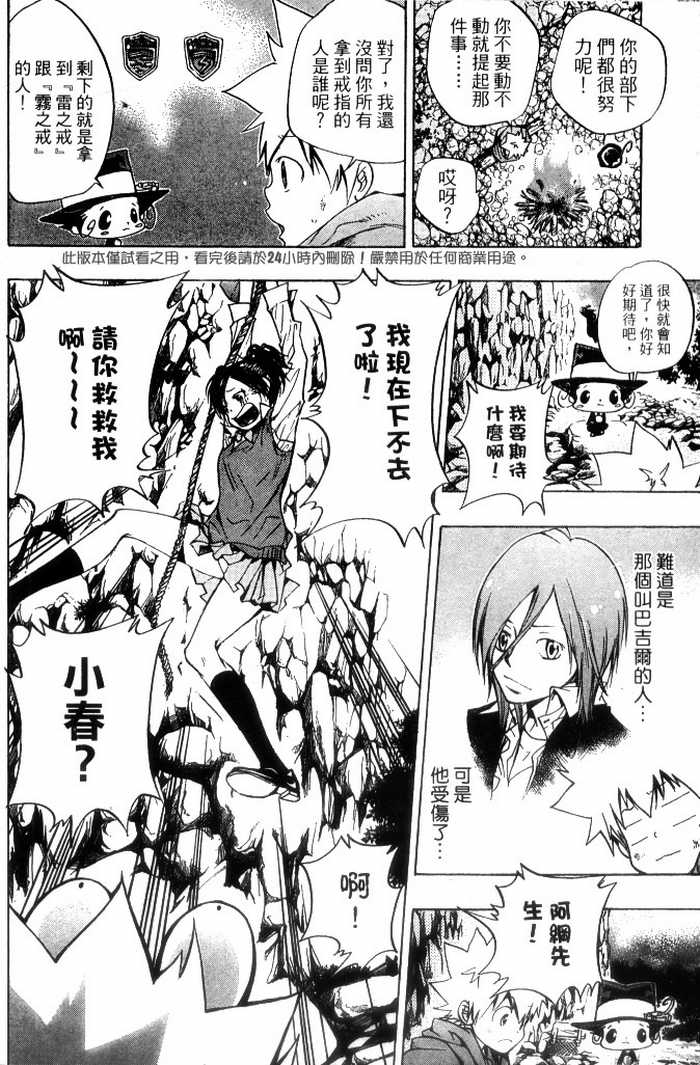 你的部下
們都很努
力呢！
你不要動不
動就提起那
件事……
哎呀？
對了，我還
沒問你所有
拿到戒指的
人是誰呢？
剩下的就是拿
到『雷之戒』
跟『霧之戒』
的人！
此版本僅試看之用，看完後請於24小時內刪除！嚴禁用於任何商業用途。
很快就會知
道了，你好
好期待吧，
我要期待
什麼啊！
難道是
那個叫巴吉爾的人…
可是
他受傷了…
阿綱先
生！
啊！
我現在下不去
了啦！
請你救救我
啊～～～
小春？